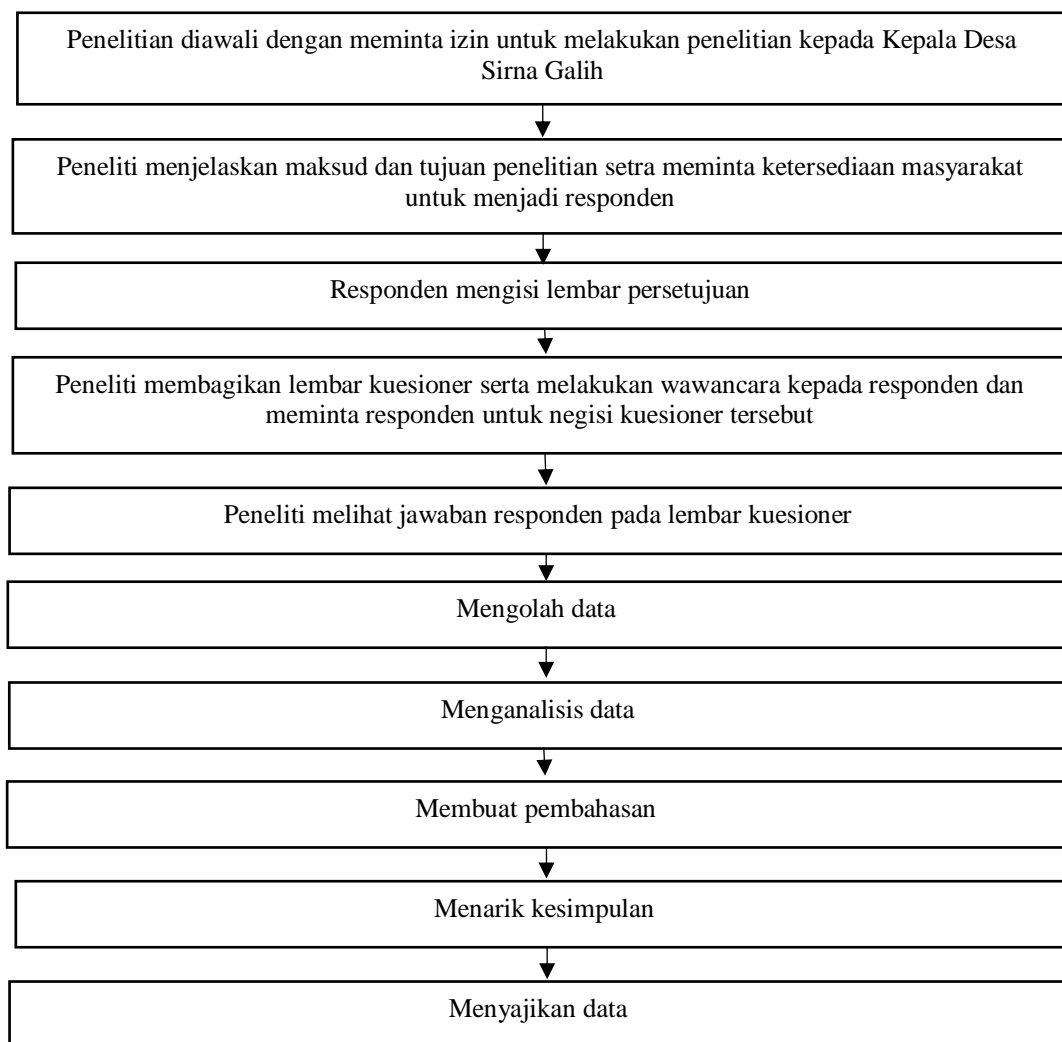 Penelitian diawali dengan meminta izin untuk melakukan penelitian kepada Kepala Desa
Sirna Galih
Peneliti menjelaskan maksud dan tujuan penelitian setra meminta ketersediaan masyarakat
untuk menjadi responden
Responden mengisi lembar persetujuan
Peneliti membagikan lembar kuesioner serta melakukan wawancara kepada responden dan
meminta responden untuk negisi kuesioner tersebut
Peneliti melihat jawaban responden pada lembar kuesioner
Mengolah data
Menganalisis data
Membuat pembahasan
Menarik kesimpulan
Menyajikan data